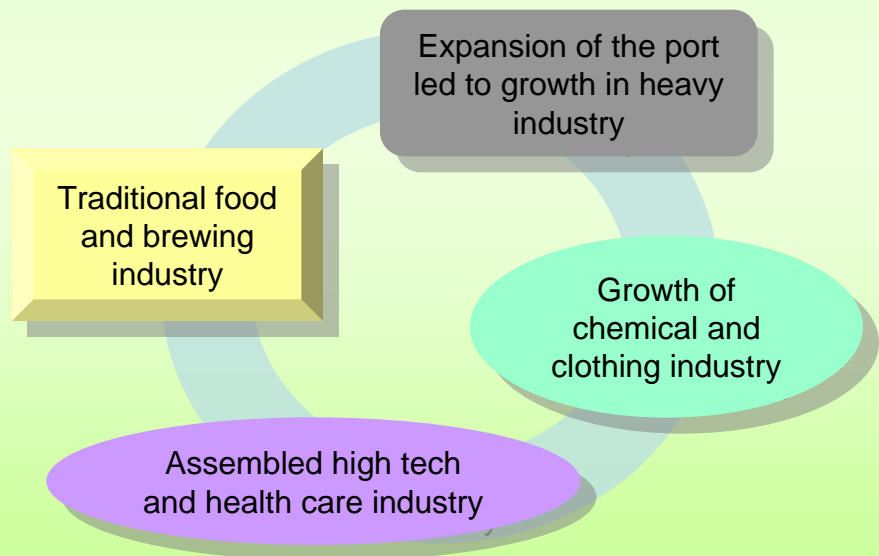 Expansion of the port
led to growth in heavy
industry
Traditional food
and brewing
industry
Growth of
chemical and
clothing industry
Assembled high tech
and health care industry